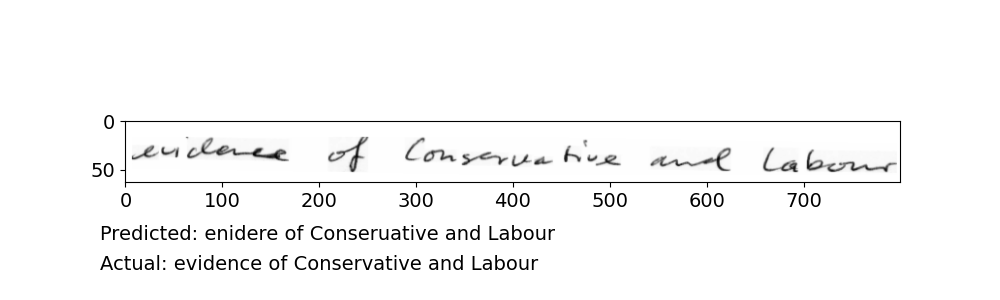 0
50
evidence of Conservative and Labour
0 100 200 300 400 500 600 700
Predicted: enidere of Conseruative and Labour
Actual: evidence of Conservative and Labour